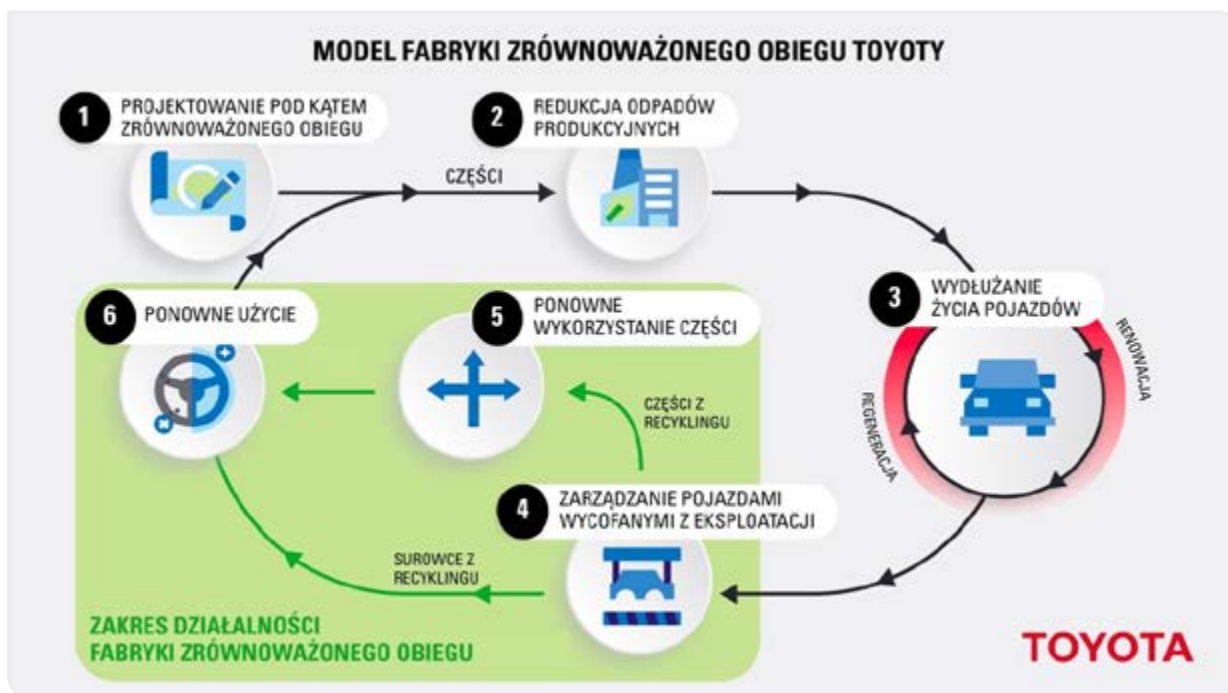 MODEL FABRYKI ZRÓWNOWAŻONEGO OBIEGU TOYOTY
1
PROJEKTOWANIE POD KĄTEM
ZRÓWNOWAŻONEGO OBIEGU
2
REDUKCJA ODPADÓW
PRODUKCYJNYCH
CZĘŚCI
3
WYDŁUŻANIE
ŻYCIA POJAZDÓW
RENOWACJA
REGENERACJA
6
PONOWNE UŻYCIE
5
PONOWNE
WYKORZYSTANIE CZĘŚCI
CZĘŚCI Z
RECYKLINGU
4
ZARZĄDZANIE POJAZDAMI
WYCOFANYMI Z EKSPLOATACJI
SUROWCE Z
RECYKLINGU
ZAKRES DZIAŁALNOŚCI
FABRYKI ZRÓWNOWAŻONEGO OBIEGU
TOYOTA